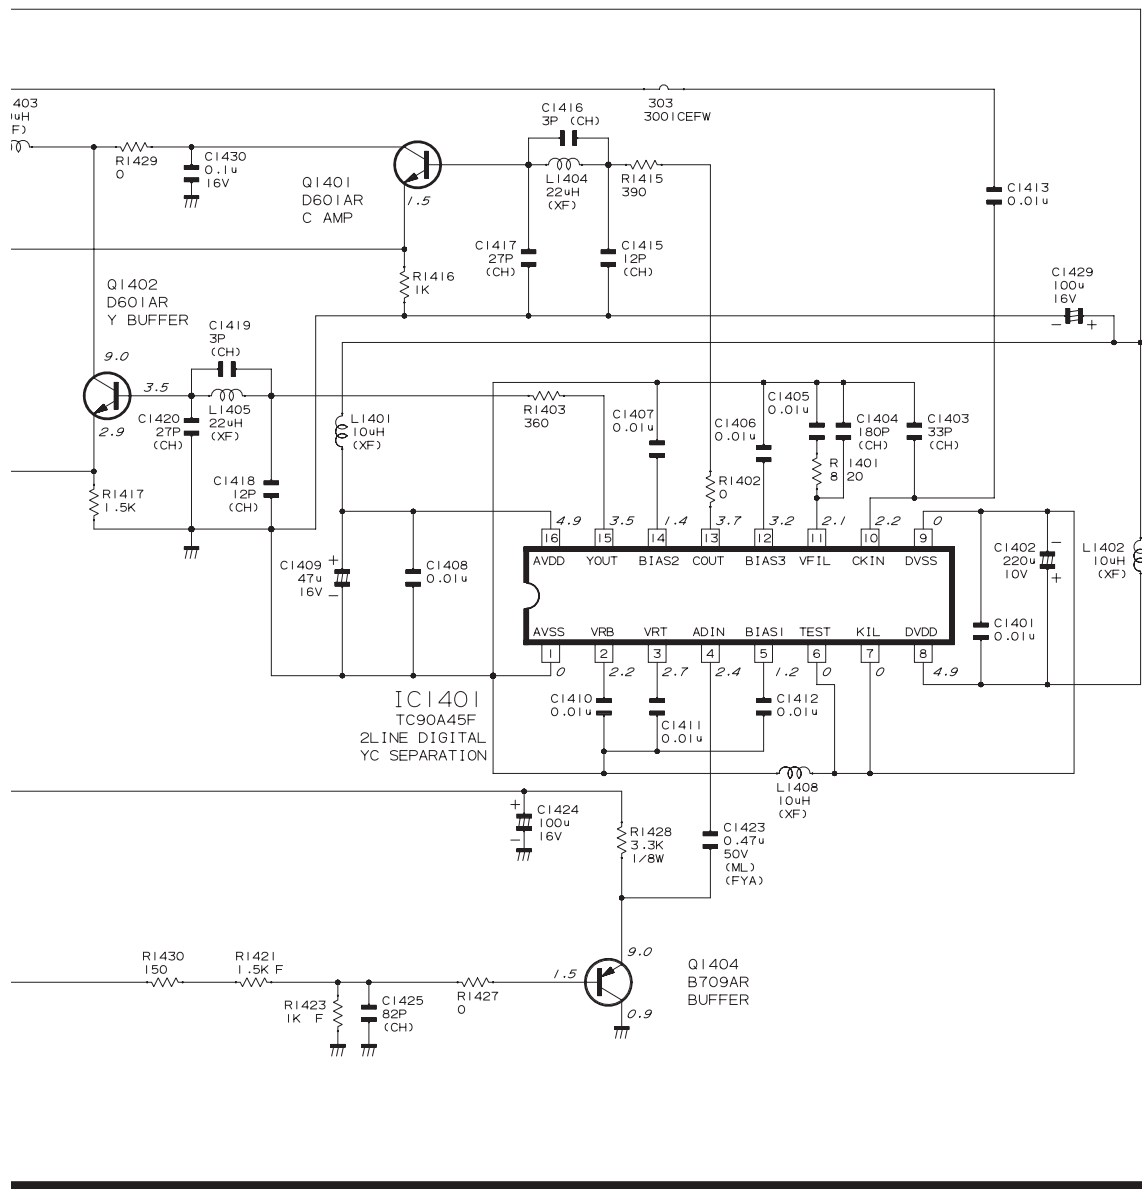 403
uH
F)
R1429
0
C1430
0.1u
16V
Q1401
D601AR
C AMP
1.5
C1416
3P (CH)
L1404
22uH
(XF)
R1415
390
303
3001CEFW
C1413
0.01u
C1417
27P
(CH)
C1415
12P
(CH)
R1416
1K
C1429
100u
16V
- +
Q1402
D601AR
Y BUFFER
C1419
3P
(CH)
9.0
3.5
2.9
C1420
27P
(CH)
L1405
22uH
(XF)
L1401
10uH
(XF)
R1403
360
C1407
0.01u
C1406
0.01u
C1405
0.01u
C1404
180P
(CH)
C1403
33P
(CH)
R1401
820
R1402
0
R1417
1.5K
C1418
12P
(CH)
4.9 3.5 1.4 3.7 3.2 2.1 2.2 0
16 15 14 13 12 11 10 9
AVDD YOUT BIAS2 COUT BIAS3 VFIL CKIN DVSS
C1409
47u
16V
+
-
C1408
0.01u
C1402
220u
10V
-
+
L1402
10uH
(XF)
C1401
0.01u
AVSS VRB VRT ADIN BIAS1 TEST KIL DVDD
1 2 3 4 5 6 7 8
0 2.2 2.7 2.4 1.2 0 0 4.9
IC1401
TC90A45F
2LINE DIGITAL
YC SEPARATION
C1410
0.01u
C1411
0.01u
C1412
0.01u
L1408
10uH
(XF)
+
-
C1424
100u
16V
R1428
3.3K
1/8W
C1423
0.47u
50V
(ML)
(FYA)
R1430
150
R1421
1.5K F
R1423
1K F
C1425
82P
(CH)
R1427
0
1.5
9.0
0.9
Q1404
B709AR
BUFFER